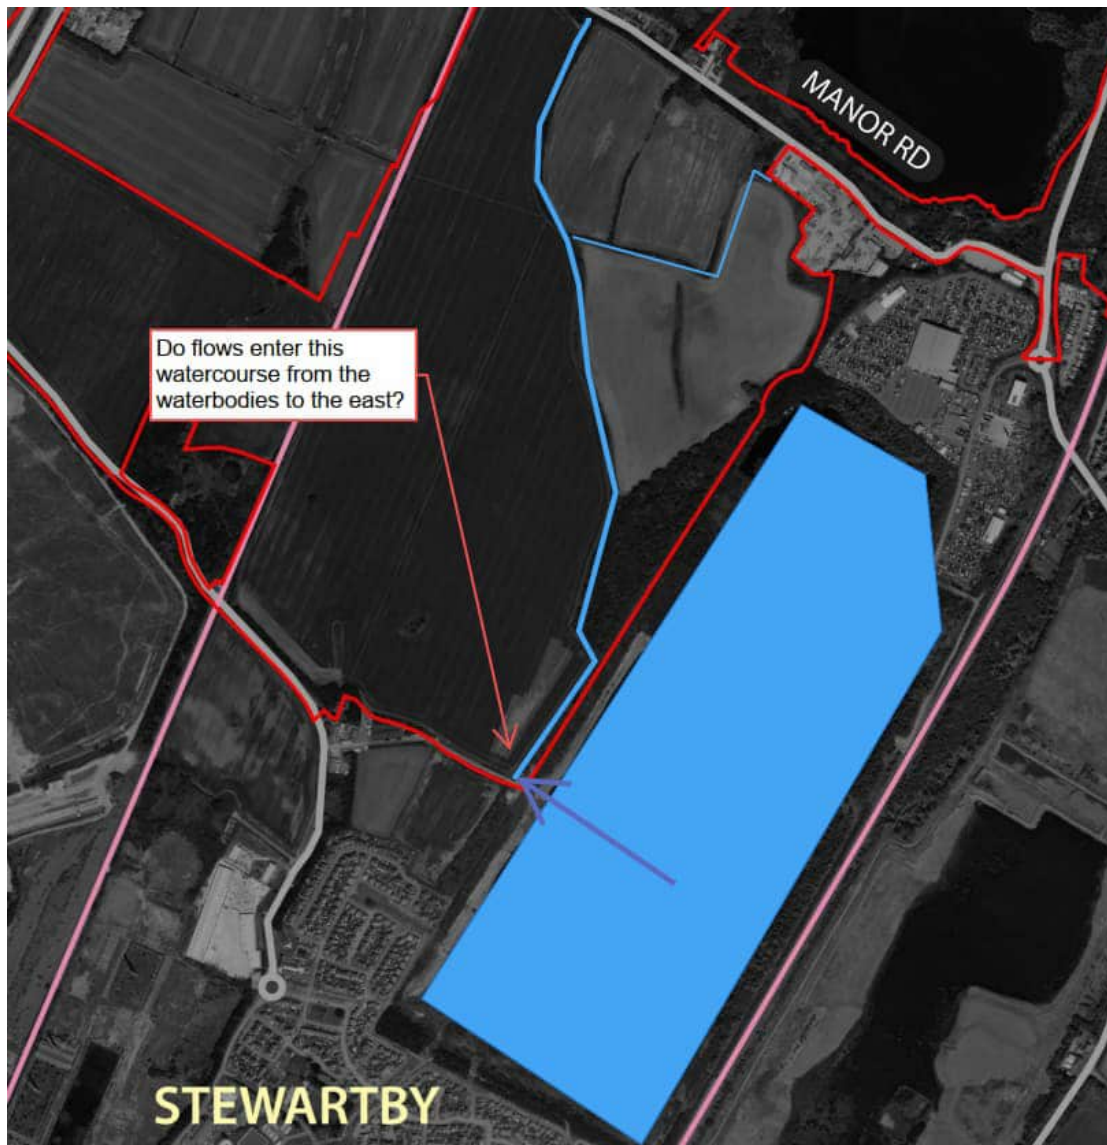 MANOR RD
Do flows enter this
watercourse from the
waterbodies to the east?
STEWARTBY